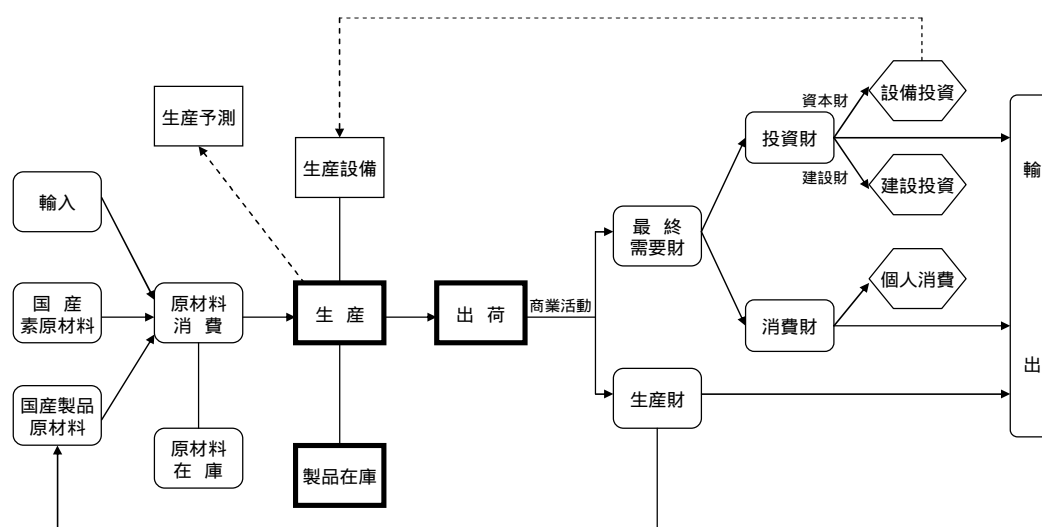 設備投資
資本財
生産予測
投資財
生産設備
建設財
建設投資
輸入
輸
最 終
需要財
個人消費
国 産
素原材料
原材料
消 費
生 産
出 荷
商業活動
消費財
出
国産製品
原材料
生産財
原材料
在 庫
製品在庫